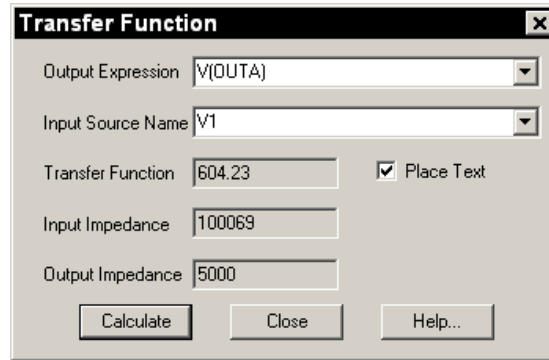 Transfer Function
Output Expression V(OUTA)
Input Source Name V1
Transfer Function 604.23 Place Text
Input Impedance 100069
Output Impedance 5000
Calculate Close Help...